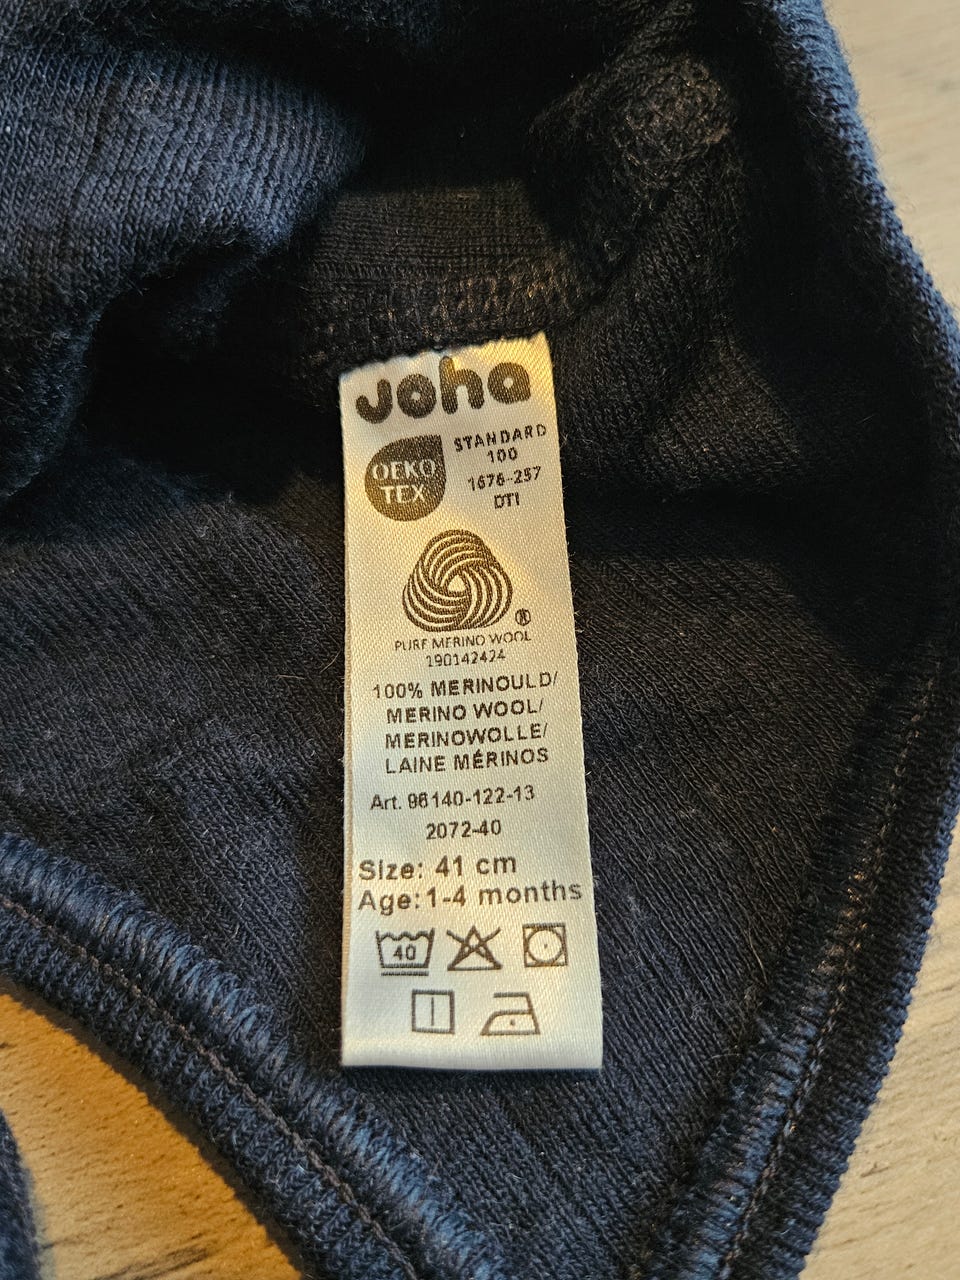 Joha
OEKO
TEX
STANDARD
100
1676-257
DTI
®
PURE MERINO WOOL
190142424
100% MERINOULD/
MERINO WOOL/
MERINOWOLLE/
LAINE MÉRINOS
Art. 96140-122-13
2072-40
Size: 41 cm
Age:1-4 months
40